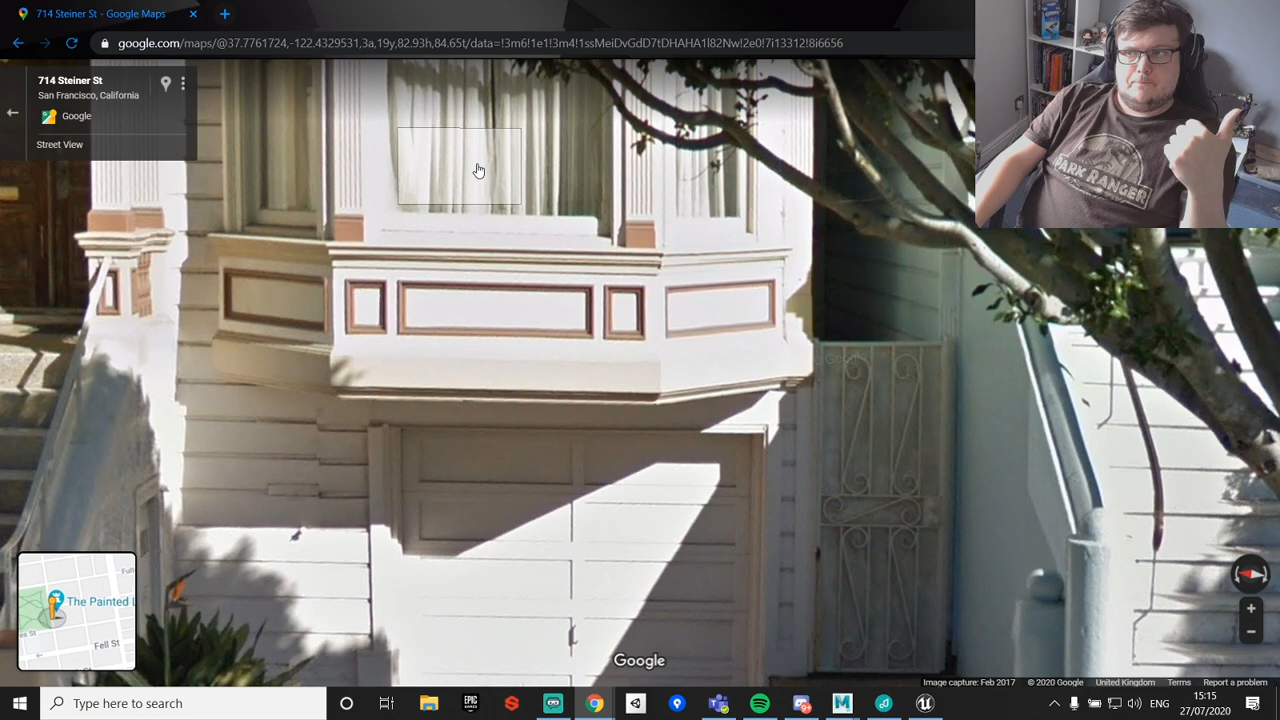 714 Steiner St - Google Maps
google.com/maps/@37.7761724,-122.4329531,3a,19y,82.93h,84.65t/data=!3m6!1e1!3m4!1ssMeiDvGdD7tDHAHA1l82Nw!2e0!7i13312!8i6656
714 Steiner St
San Francisco, California
Google
Street View
PARK RANGER
Google
The Painted L
Fell St
Google
Image capture: Feb 2017 © 2020 Google United Kingdom Terms Report a problem
Type here to search
ENG
15:15
27/07/2020